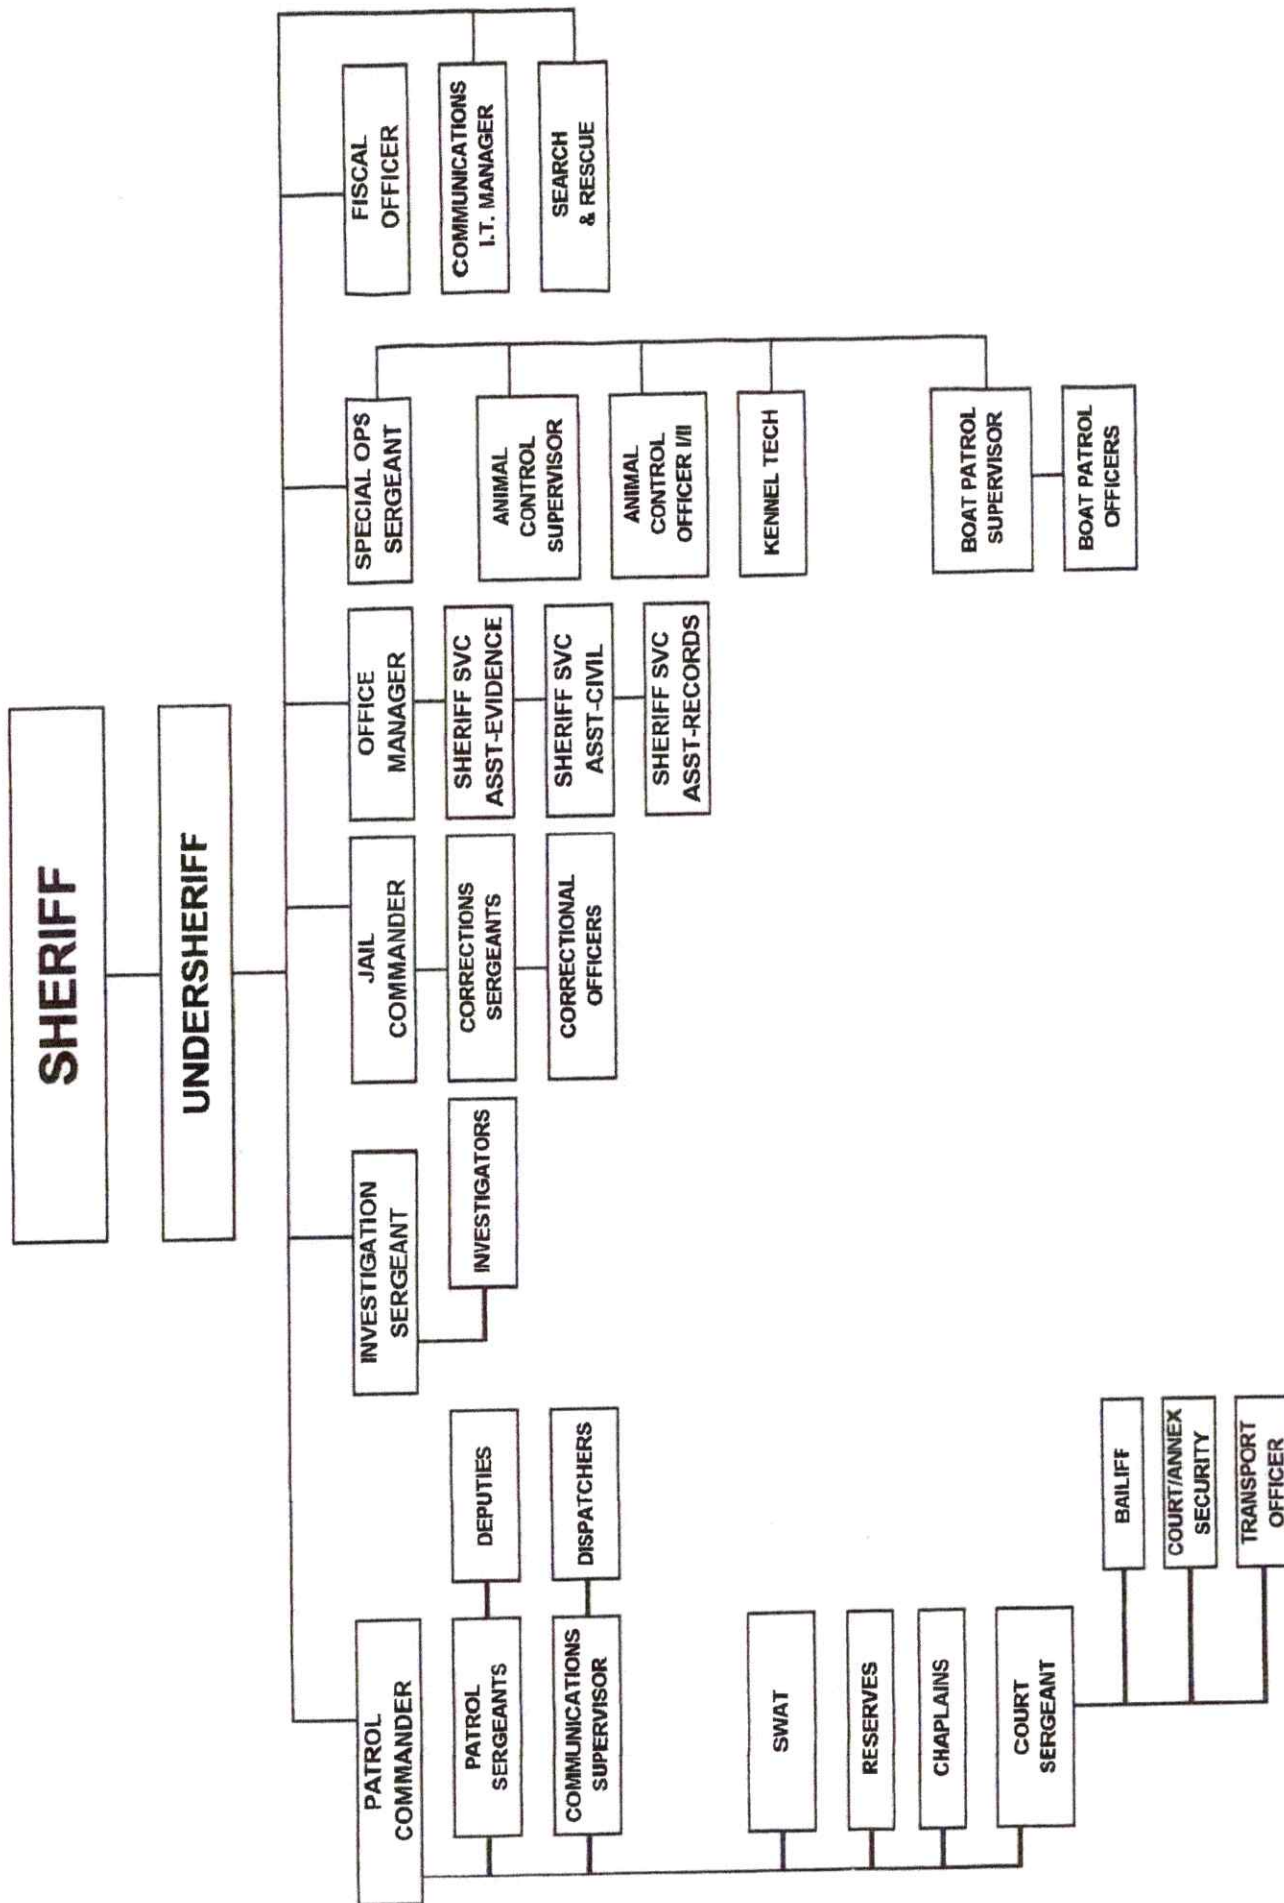 SHERIFF
UNDERSHERIFF
PATROL
COMMANDER
PATROL
SERGEANTS
DEPUTIES
COMMUNICATIONS
SUPERVISOR
DISPATCHERS
SWAT
RESERVES
CHAPLAINS
COURT
SERGEANT
BAILIFF
COURT/ANNEX
SECURITY
TRANSPORT
OFFICER
INVESTIGATION
SERGEANT
INVESTIGATORS
JAIL
COMMANDER
CORRECTIONS
SERGEANTS
CORRECTIONAL
OFFICERS
OFFICE
MANAGER
SHERIFF SVC
ASST-EVIDENCE
SHERIFF SVC
ASST-CIVIL
SHERIFF SVC
ASST-RECORDS
SPECIAL OPS
SERGEANT
ANIMAL
CONTROL
SUPERVISOR
ANIMAL
CONTROL
OFFICER I/II
KENNEL TECH
BOAT PATROL
SUPERVISOR
BOAT PATROL
OFFICERS
FISCAL
OFFICER
COMMUNICATIONS
I.T. MANAGER
SEARCH
& RESCUE